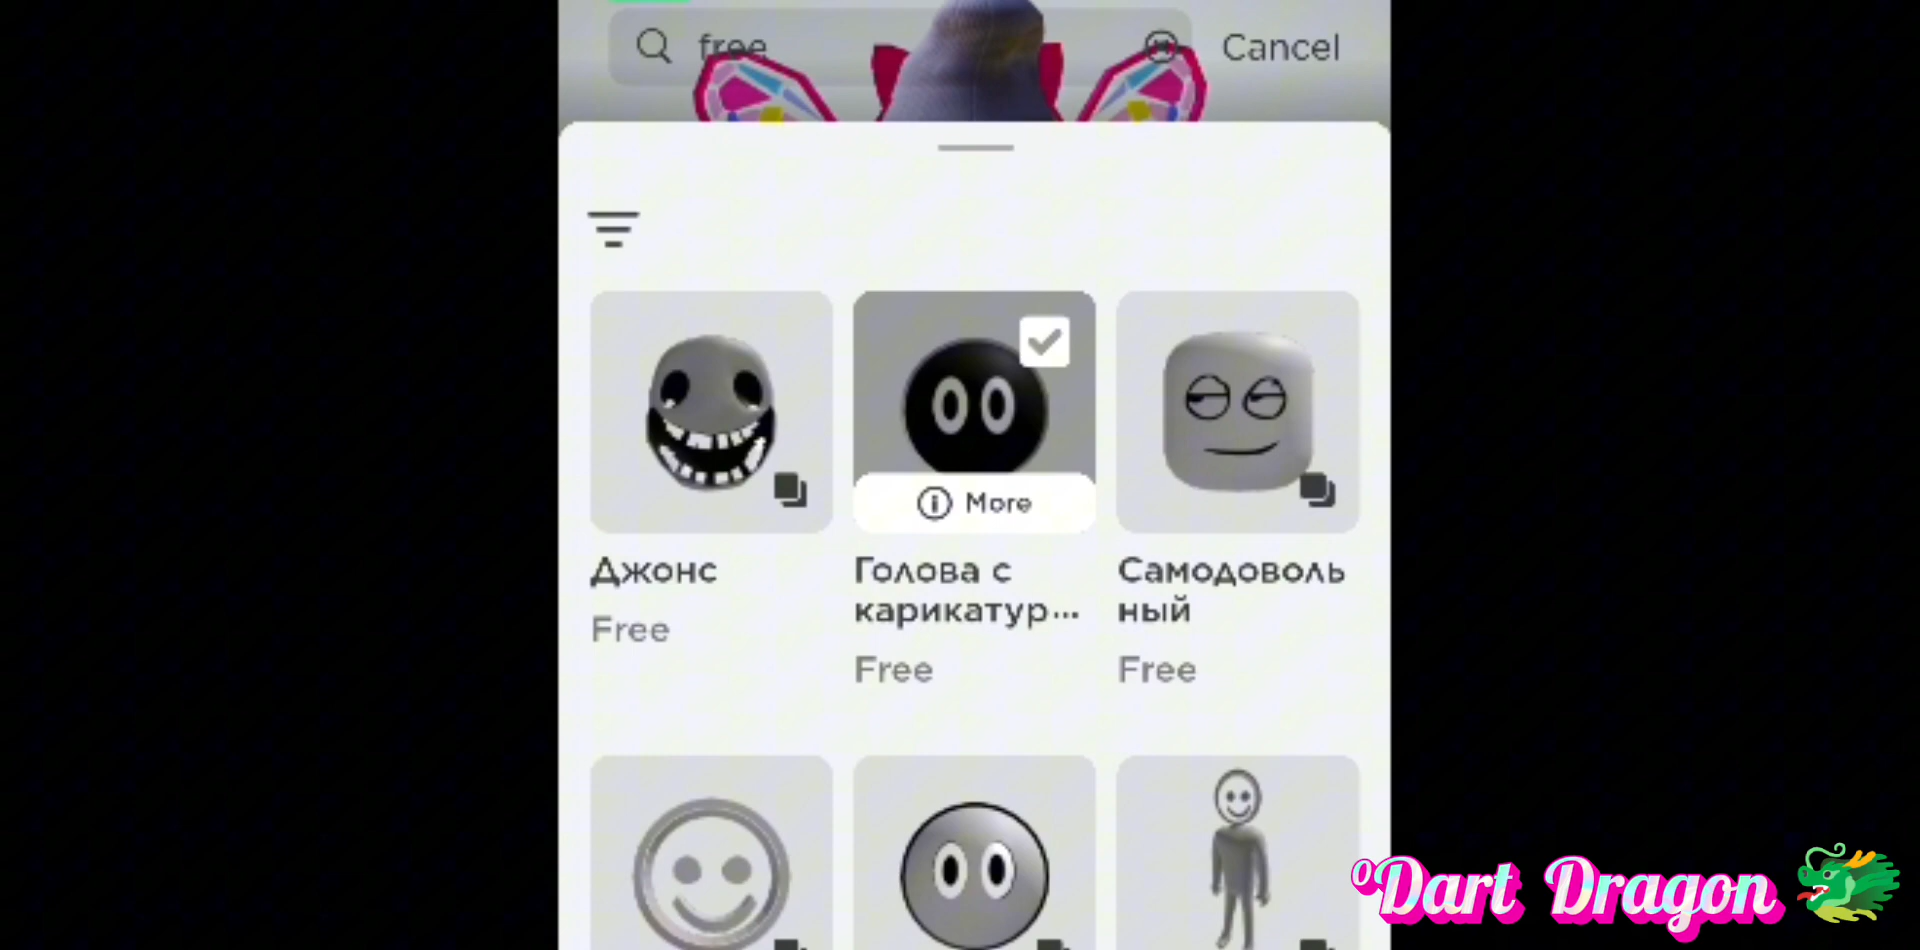 free
Cancel
More
Джонс
Голова с
Самодоволь
карикатур...
ный
Free
Free
Free
Dart Dragon